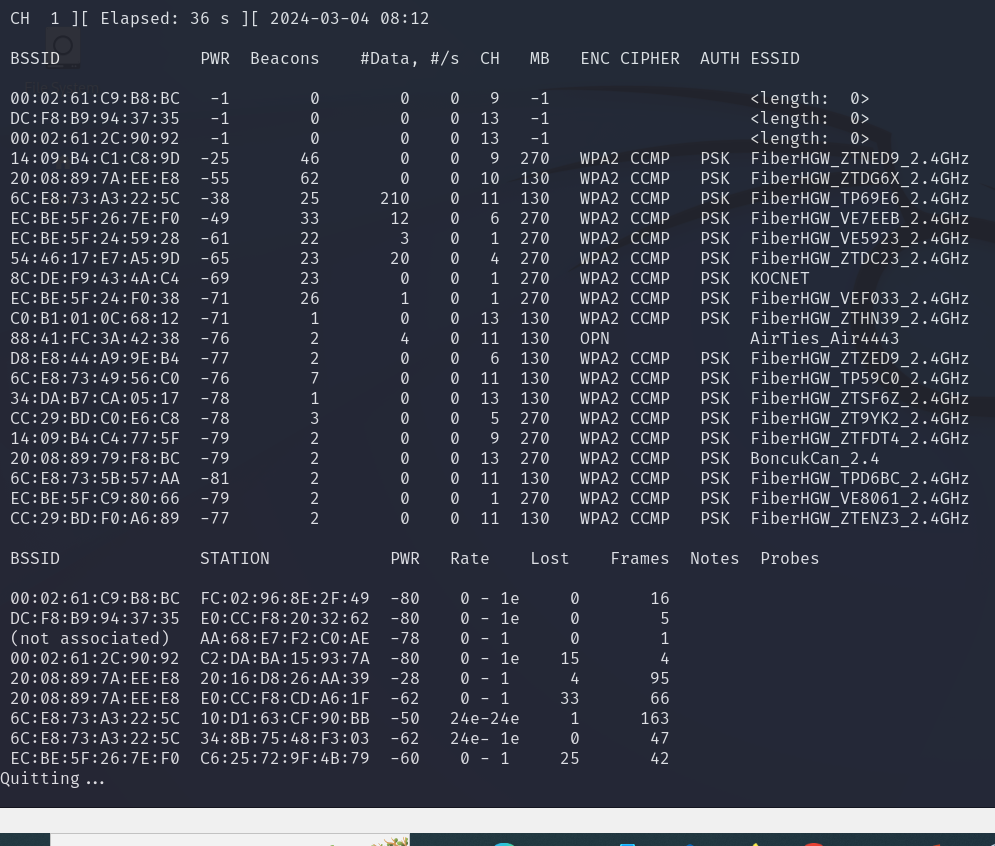 CH  1 ][ Elapsed: 36 s ][ 2024-03-04 08:12
BSSID              PWR  Beacons    #Data, #/s  CH   MB   ENC CIPHER  AUTH ESSID
00:02:61:C9:B8:BC   -1        0        0    0   9   -1                    <length:  0>
DC:F8:B9:94:37:35   -1        0        0    0  13   -1                    <length:  0>
00:02:61:2C:90:92   -1        0        0    0  13   -1                    <length:  0>
14:09:B4:C1:C8:9D  -25       46        0    0   9  270   WPA2 CCMP   PSK  FiberHGW_ZTNED9_2.4GHz
20:08:89:7A:EE:E8  -55       62        0    0  10  130   WPA2 CCMP   PSK  FiberHGW_ZTDG6X_2.4GHz
6C:E8:73:A3:22:5C  -38       25      210    0  11  130   WPA2 CCMP   PSK  FiberHGW_TP69E6_2.4GHz
EC:BE:5F:26:7E:F0  -49       33       12    0   6  270   WPA2 CCMP   PSK  FiberHGW_VE7EEB_2.4GHz
EC:BE:5F:24:59:28  -61       22        3    0   1  270   WPA2 CCMP   PSK  FiberHGW_VE5923_2.4GHz
54:46:17:E7:A5:9D  -65       23       20    0   4  270   WPA2 CCMP   PSK  FiberHGW_ZTDC23_2.4GHz
8C:DE:F9:43:4A:C4  -69       23        0    0   1  270   WPA2 CCMP   PSK  KOCNET
EC:BE:5F:24:F0:38  -71       26        1    0   1  270   WPA2 CCMP   PSK  FiberHGW_VEF033_2.4GHz
C0:B1:01:0C:68:12  -71        1        0    0  13  130   WPA2 CCMP   PSK  FiberHGW_ZTHN39_2.4GHz
88:41:FC:3A:42:38  -76        2        4    0  11  130   OPN              AirTies_Air4443
D8:E8:44:A9:9E:B4  -77        2        0    0   6  130   WPA2 CCMP   PSK  FiberHGW_ZTZED9_2.4GHz
6C:E8:73:49:56:C0  -76        7        0    0  11  130   WPA2 CCMP   PSK  FiberHGW_TP59C0_2.4GHz
34:DA:B7:CA:05:17  -78        1        0    0  13  130   WPA2 CCMP   PSK  FiberHGW_ZTSF6Z_2.4GHz
CC:29:BD:C0:E6:C8  -78        3        0    0   5  270   WPA2 CCMP   PSK  FiberHGW_ZT9YK2_2.4GHz
14:09:B4:C4:77:5F  -79        2        0    0   9  270   WPA2 CCMP   PSK  FiberHGW_ZTFDT4_2.4GHz
20:08:89:79:F8:BC  -79        2        0    0  13  270   WPA2 CCMP   PSK  BoncukCan_2.4
6C:E8:73:5B:57:AA  -81        2        0    0  11  130   WPA2 CCMP   PSK  FiberHGW_TPD6BC_2.4GHz
EC:BE:5F:C9:80:66  -79        2        0    0   1  270   WPA2 CCMP   PSK  FiberHGW_VE8061_2.4GHz
CC:29:BD:F0:A6:89  -77        2        0    0  11  130   WPA2 CCMP   PSK  FiberHGW_ZTENZ3_2.4GHz
BSSID              STATION            PWR   Rate    Lost    Frames  Notes  Probes
00:02:61:C9:B8:BC  FC:02:96:8E:2F:49  -80    0 - 1e     0       16
DC:F8:B9:94:37:35  E0:CC:F8:20:32:62  -80    0 - 1e     0        5
(not associated)   AA:68:E7:F2:C0:AE  -78    0 - 1      0        1
00:02:61:2C:90:92  C2:DA:BA:15:93:7A  -80    0 - 1e    15        4
20:08:89:7A:EE:E8  20:16:D8:26:AA:39  -28    0 - 1      4       95
20:08:89:7A:EE:E8  E0:CC:F8:CD:A6:1F  -62    0 - 1     33       66
6C:E8:73:A3:22:5C  10:D1:63:CF:90:BB  -50   24e-24e     1      163
6C:E8:73:A3:22:5C  34:8B:75:48:F3:03  -62   24e- 1e     0       47
EC:BE:5F:26:7E:F0  C6:25:72:9F:4B:79  -60    0 - 1     25       42
Quitting...